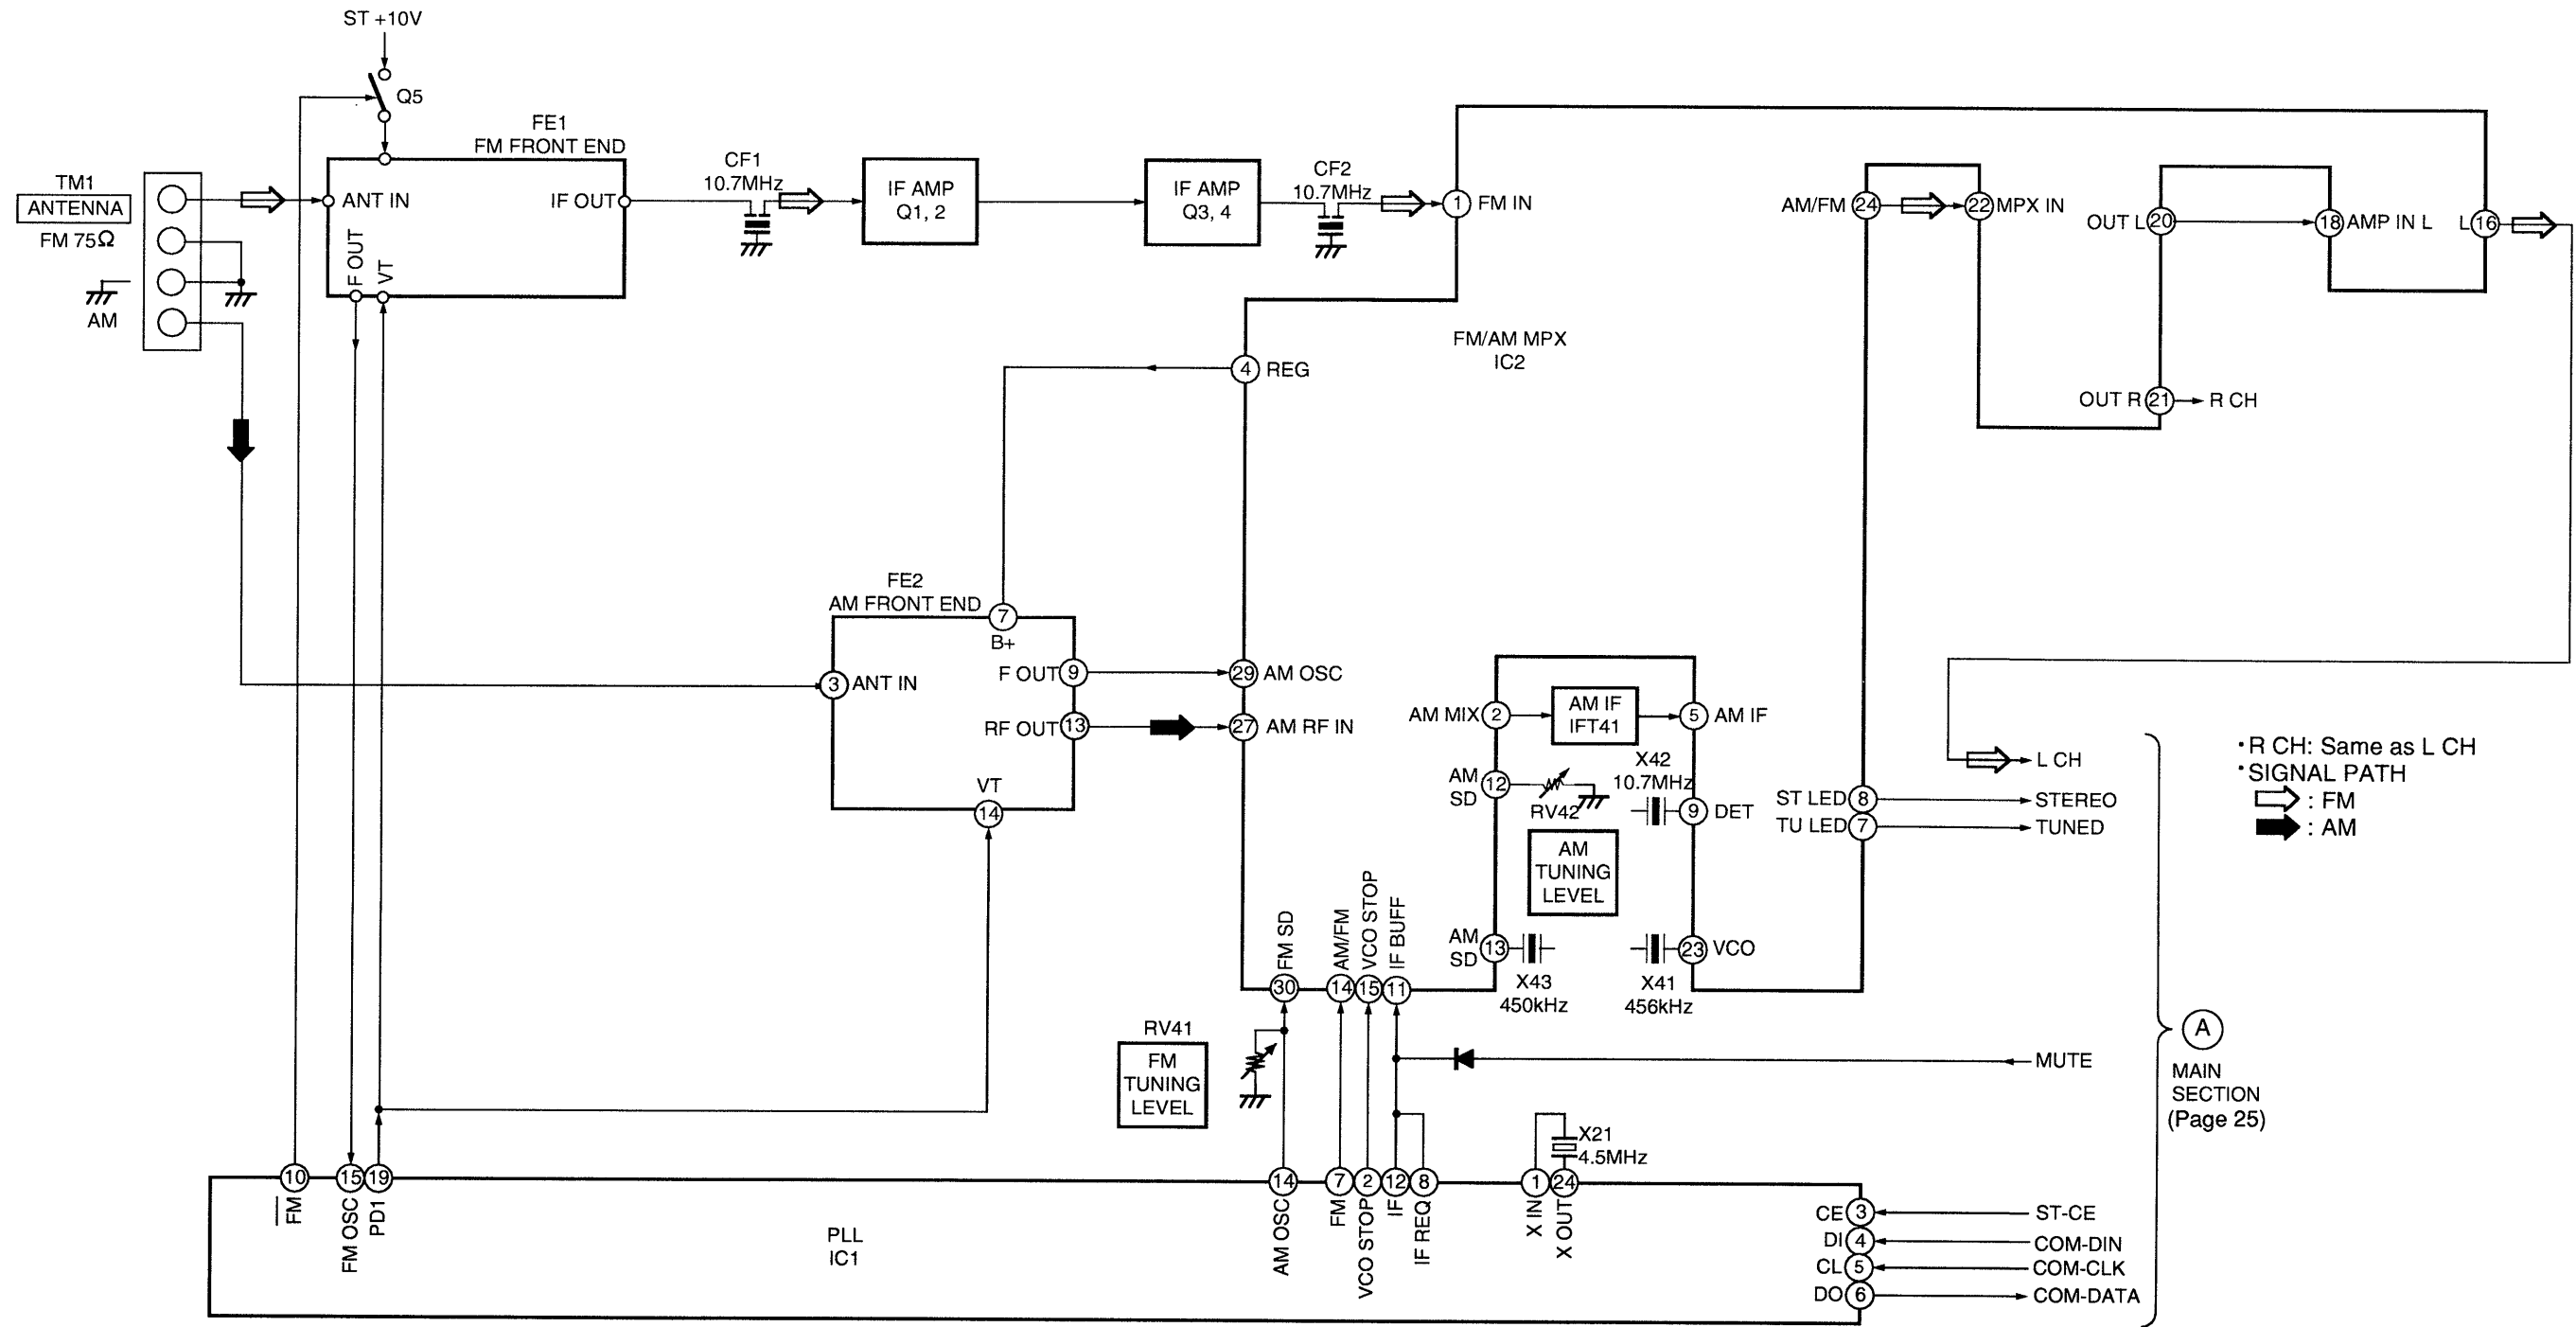 ST +10V
Q5
FE1
FM FRONT END
TM1
ANTENNA
FM 75Ω
AM
ANT IN
IF OUT
F OUT
VT
CF1
10.7MHz
IF AMP
Q1, 2
IF AMP
Q3, 4
CF2
10.7MHz
1 FM IN
AM/FM 24
22 MPX IN
OUT L 20
18 AMP IN L
L 16
FM/AM MPX
IC2
4 REG
OUT R 21
R CH
FE2
AM FRONT END
7
B+
3 ANT IN
F OUT 9
RF OUT 13
VT
14
29 AM OSC
27 AM RF IN
AM MIX 2
AM IF
IFT41
5 AM IF
AM
SD
12
RV42
X42
10.7MHz
9 DET
AM
TUNING
LEVEL
AM
SD
13
X43
450kHz
X41
456kHz
23 VCO
ST LED 8
STEREO
TU LED 7
TUNED
L CH
•R CH: Same as L CH
•SIGNAL PATH
: FM
: AM
FM SD
AM/FM
VCO STOP
IF BUFF
30
14
15
11
RV41
FM
TUNING
LEVEL
MUTE
A
MAIN
SECTION
(Page 25)
X21
4.5MHz
10
15
19
14
7
2
12
8
1
24
FM
FM OSC
PD1
AM OSC
FM
VCO STOP
IF
IF REQ
X IN
X OUT
PLL
IC1
CE 3
ST-CE
DI 4
COM-DIN
CL 5
COM-CLK
DO 6
COM-DATA